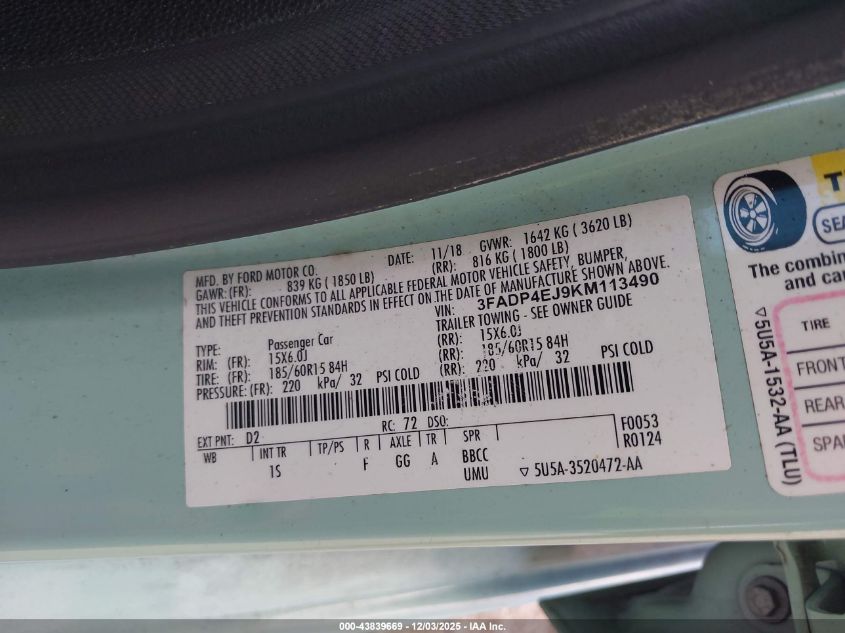 MFD. BY FORD MOTOR CO.
DATE: 11/18 GVWR: 1642 KG ( 3620 LB)
GAWR: (FR): 839 KG ( 1850 LB) (RR): 816 KG ( 1800 LB)
THIS VEHICLE CONFORMS TO ALL APPLICABLE FEDERAL MOTOR VEHICLE SAFETY, BUMPER,
AND THEFT PREVENTION STANDARDS IN EFFECT ON THE DATE OF MANUFACTURE SHOWN ABOVE.
VIN: 3FADP4EJ9KM113490
TYPE: Passenger Car TRAILER TOWING - SEE OWNER GUIDE
RIM: (FR): 15X6.0J (RR): 15X6.0J
TIRE: (FR): 185/60R15 84H (RR): 185/60R15 84H
PRESSURE: (FR): 220 kPa/ 32 PSI COLD (RR): 220 kPa/ 32 PSI COLD
EXT PNT: D2 RC: 72 DSO: F0053
WB INT TR TP/PS R AXLE TR SPR R0124
1S F GG A BBCC
UMU ▽ 5U5A-3520472-AA
SEA
The combin
and ca
TIRE
FRONT
REAR
SPA
▽5U5A-1532-AA (TLU)
000-43839669 - 12/03/2025 - IAA Inc.